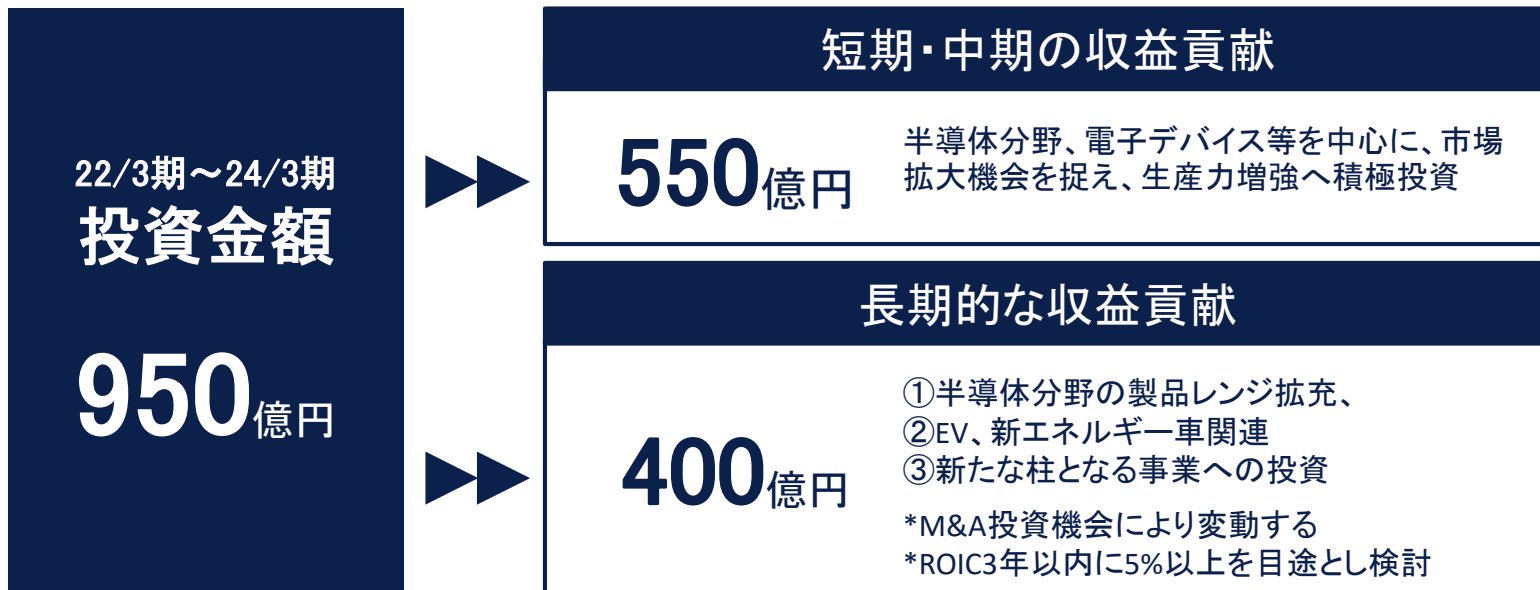 22/3期～24/3期
投資金額
950億円
短期・中期の収益貢献
550億円
半導体分野、電子デバイス等を中心に、市場
拡大機会を捉え、生産力増強へ積極投資
長期的な収益貢献
400億円
①半導体分野の製品レンジ拡充、
②EV、新エネルギー車関連
③新たな柱となる事業への投資
*M&A投資機会により変動する
*ROIC3年以内に5%以上を目途とし検討